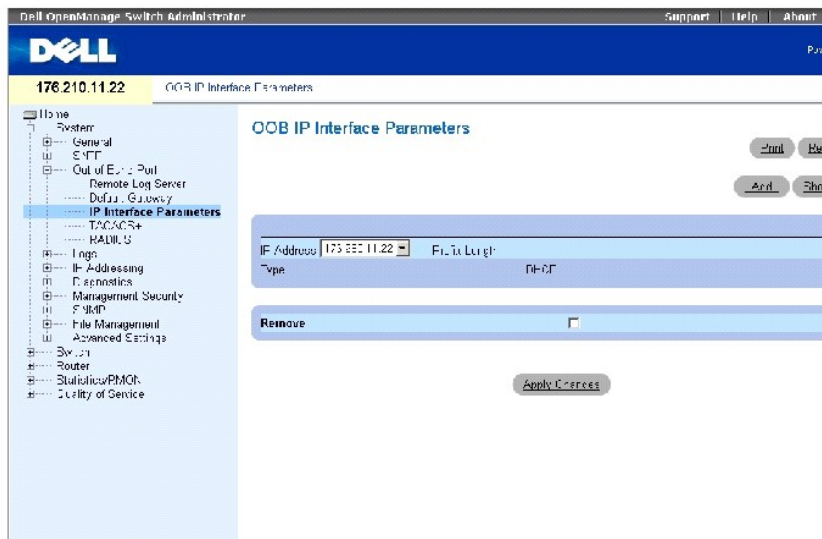 Dell OpenManage Switch Administrator
Support | Help | About
DELL
176.210.11.22
OOB IP Interface Parameters
Home
System
General
SNTP
Out of Band Port
Remote Log Server
Default Gateway
IP Interface Parameters
TACACS+
RADIUS
Logs
IP Addressing
Diagnostics
Management Security
SNMP
File Management
Advanced Settings
Switch
Router
Statistics/RMON
Quality of Service
OOB IP Interface Parameters
Print
Add
IP Address
Prefix Length
Type
DHCP
Remove
Apply Changes